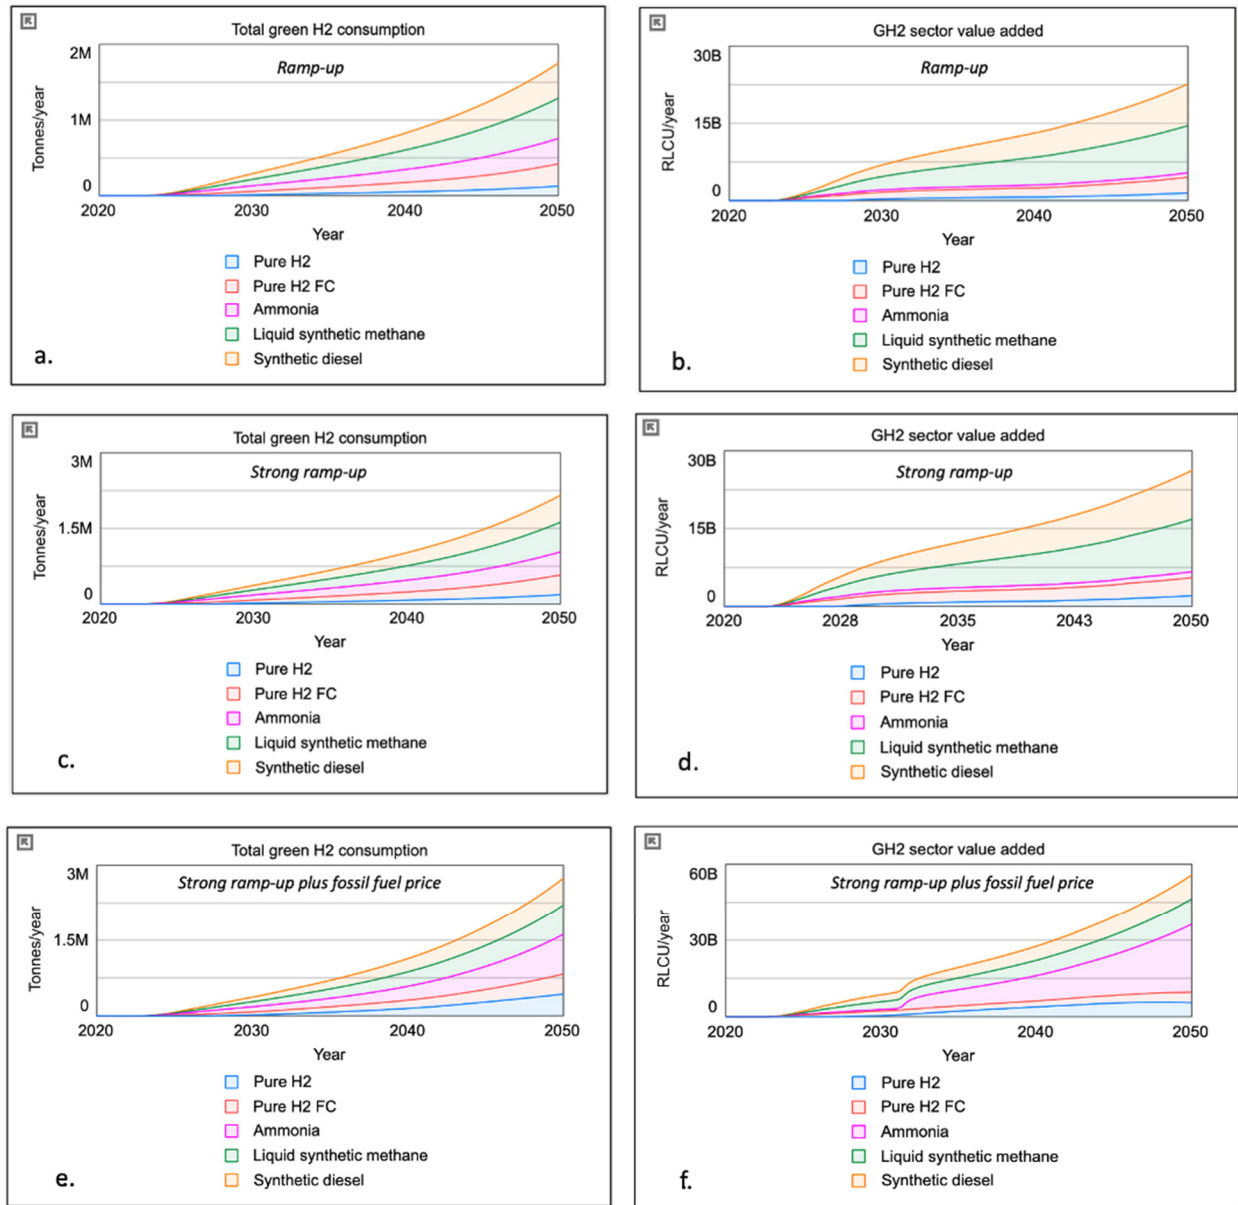 Total green H2 consumption
Ramp-up
2M
1M
0
Tonnes/year
2020 2030 2040 2050
Year
Pure H2
Pure H2 FC
Ammonia
Liquid synthetic methane
Synthetic diesel
a.
GH2 sector value added
Ramp-up
30B
15B
0
RLCU/year
2020 2030 2040 2050
Year
Pure H2
Pure H2 FC
Ammonia
Liquid synthetic methane
Synthetic diesel
b.
Total green H2 consumption
Strong ramp-up
3M
1.5M
0
Tonnes/year
2020 2030 2040 2050
Year
Pure H2
Pure H2 FC
Ammonia
Liquid synthetic methane
Synthetic diesel
c.
GH2 sector value added
Strong ramp-up
30B
15B
0
RLCU/year
2020 2028 2035 2043 2050
Year
Pure H2
Pure H2 FC
Ammonia
Liquid synthetic methane
Synthetic diesel
d.
Total green H2 consumption
Strong ramp-up plus fossil fuel price
3M
1.5M
0
Tonnes/year
2020 2030 2040 2050
Year
Pure H2
Pure H2 FC
Ammonia
Liquid synthetic methane
Synthetic diesel
e.
GH2 sector value added
Strong ramp-up plus fossil fuel price
60B
30B
0
RLCU/year
2020 2030 2040 2050
Year
Pure H2
Pure H2 FC
Ammonia
Liquid synthetic methane
Synthetic diesel
f.